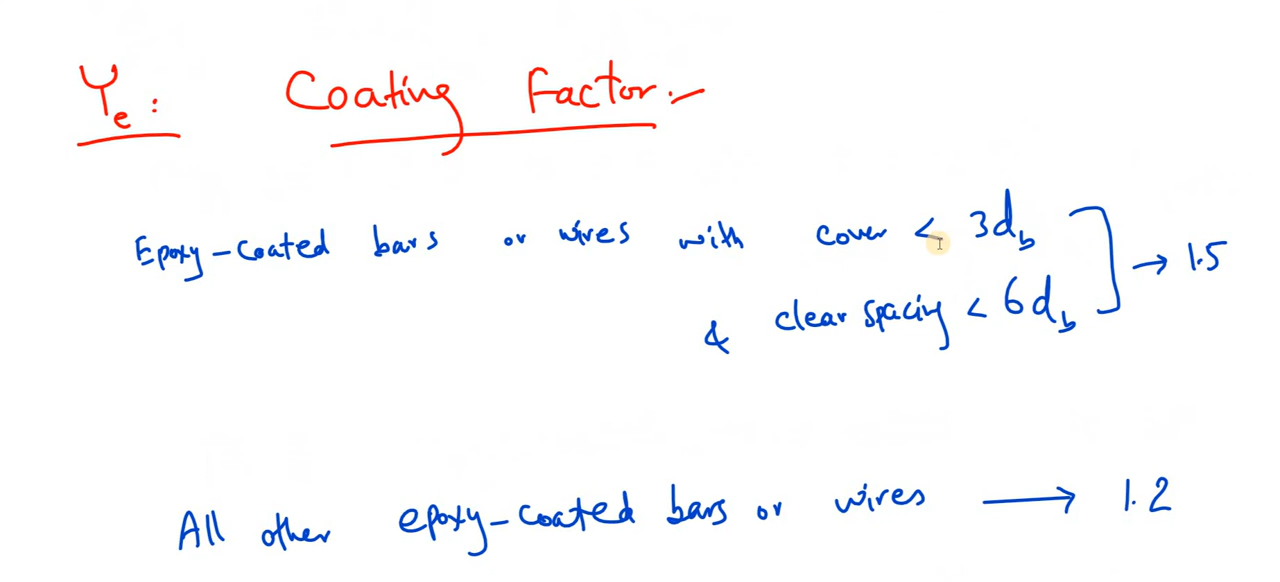 Ψe: Coating Factor:-
Epoxy-coated bars or wires with cover < 3db
& clear spacing < 6db → 1.5
All other epoxy-coated bars or wires → 1.2